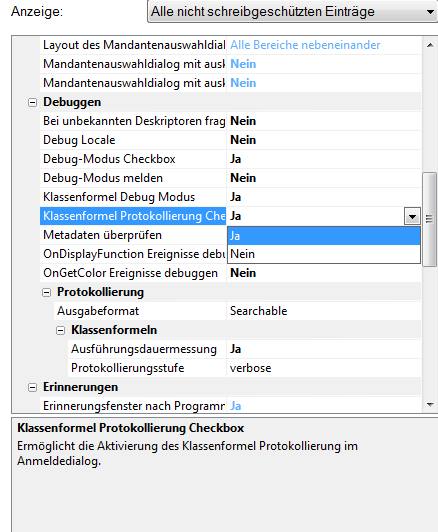 Anzeige: Alle nicht schreibgeschützten Einträge
Layout des Mandantenauswahldial Alle Bereiche nebeneinander
Mandantenauswahldialog mit ausk Nein
Mandantenauswahldialog mit ausk Nein
Debuggen
Bei unbekannten Deskriptoren frag Nein
Debug Locale Nein
Debug-Modus Checkbox Ja
Debug-Modus melden Nein
Klassenformel Debug Modus Ja
Klassenformel Protokollierung Che Ja
Metadaten überprüfen Ja
OnDisplayFunction Ereignisse debu Nein
OnGetColor Ereignisse debuggen Nein
Protokollierung
Ausgabeformat Searchable
Klassenformeln
Ausführungsdauermessung Ja
Protokollierungsstufe verbose
Erinnerungen
Erinnerungsfenster nach Programm Ja
Klassenformel Protokollierung Checkbox
Ermöglicht die Aktivierung des Klassenformel Protokollierung im
Anmeldedialog.